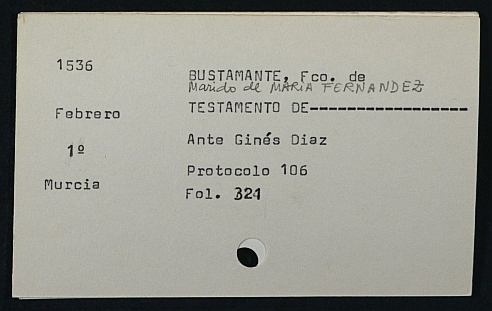 1536
BUSTAMANTE, Fco. de
Marido de MARIA FERNANDEZ
Febrero
TESTAMENTO DE------------------
1º
Ante Ginés Diaz
Murcia
Protocolo 106
Fol. 321